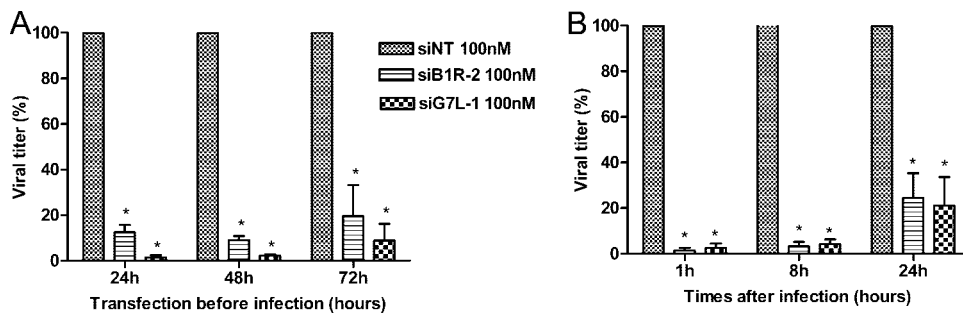 A
Viral titer (%)
100
80
60
40
20
0
24h 48h 72h
Transfection before infection (hours)
siNT 100nM
siB1R-2 100nM
siG7L-1 100nM
* * * * * *
B
Viral titer (%)
100
80
60
40
20
0
1h 8h 24h
Times after infection (hours)
* * * * * *